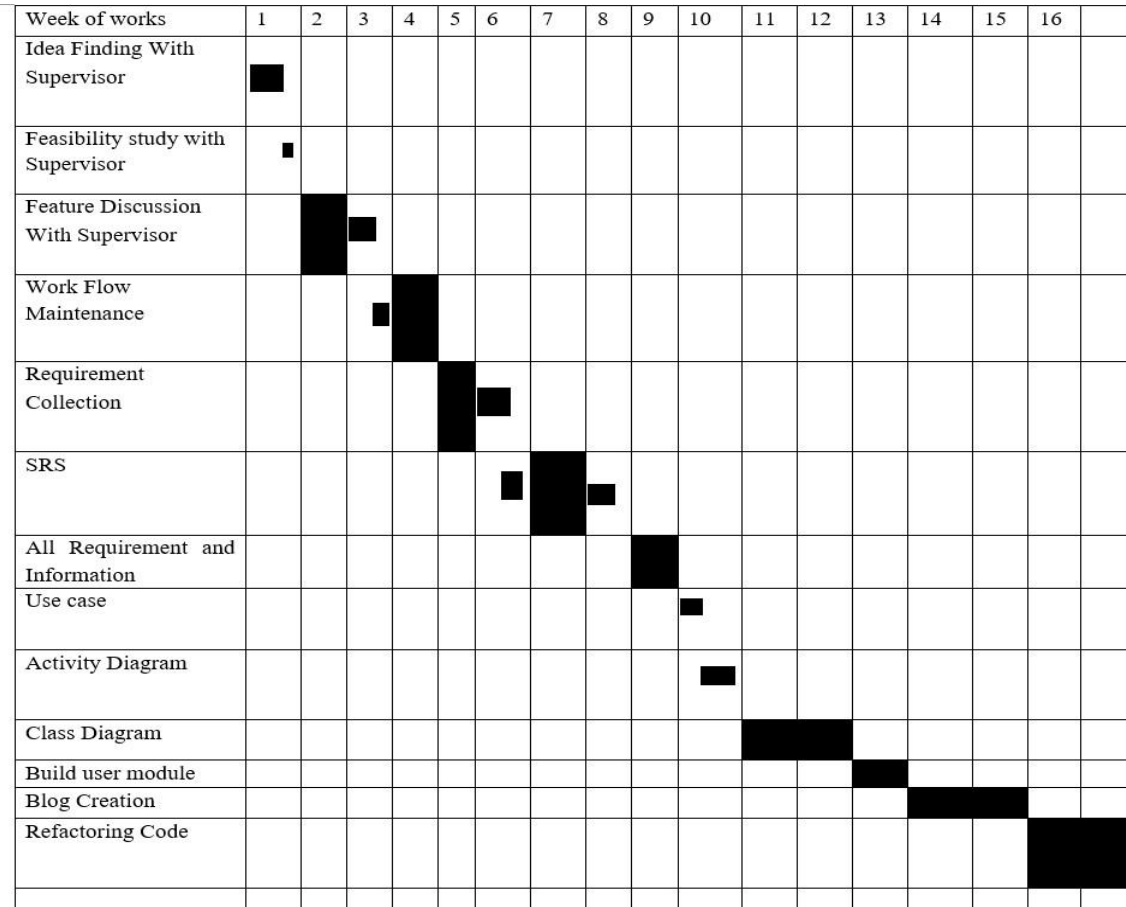 Week of works 1 2 3 4 5 6 7 8 9 10 11 12 13 14 15 16
Idea Finding With
Supervisor
Feasibility study with
Supervisor
Feature Discussion
With Supervisor
Work Flow
Maintenance
Requirement
Collection
SRS
All Requirement and
Information
Use case
Activity Diagram
Class Diagram
Build user module
Blog Creation
Refactoring Code